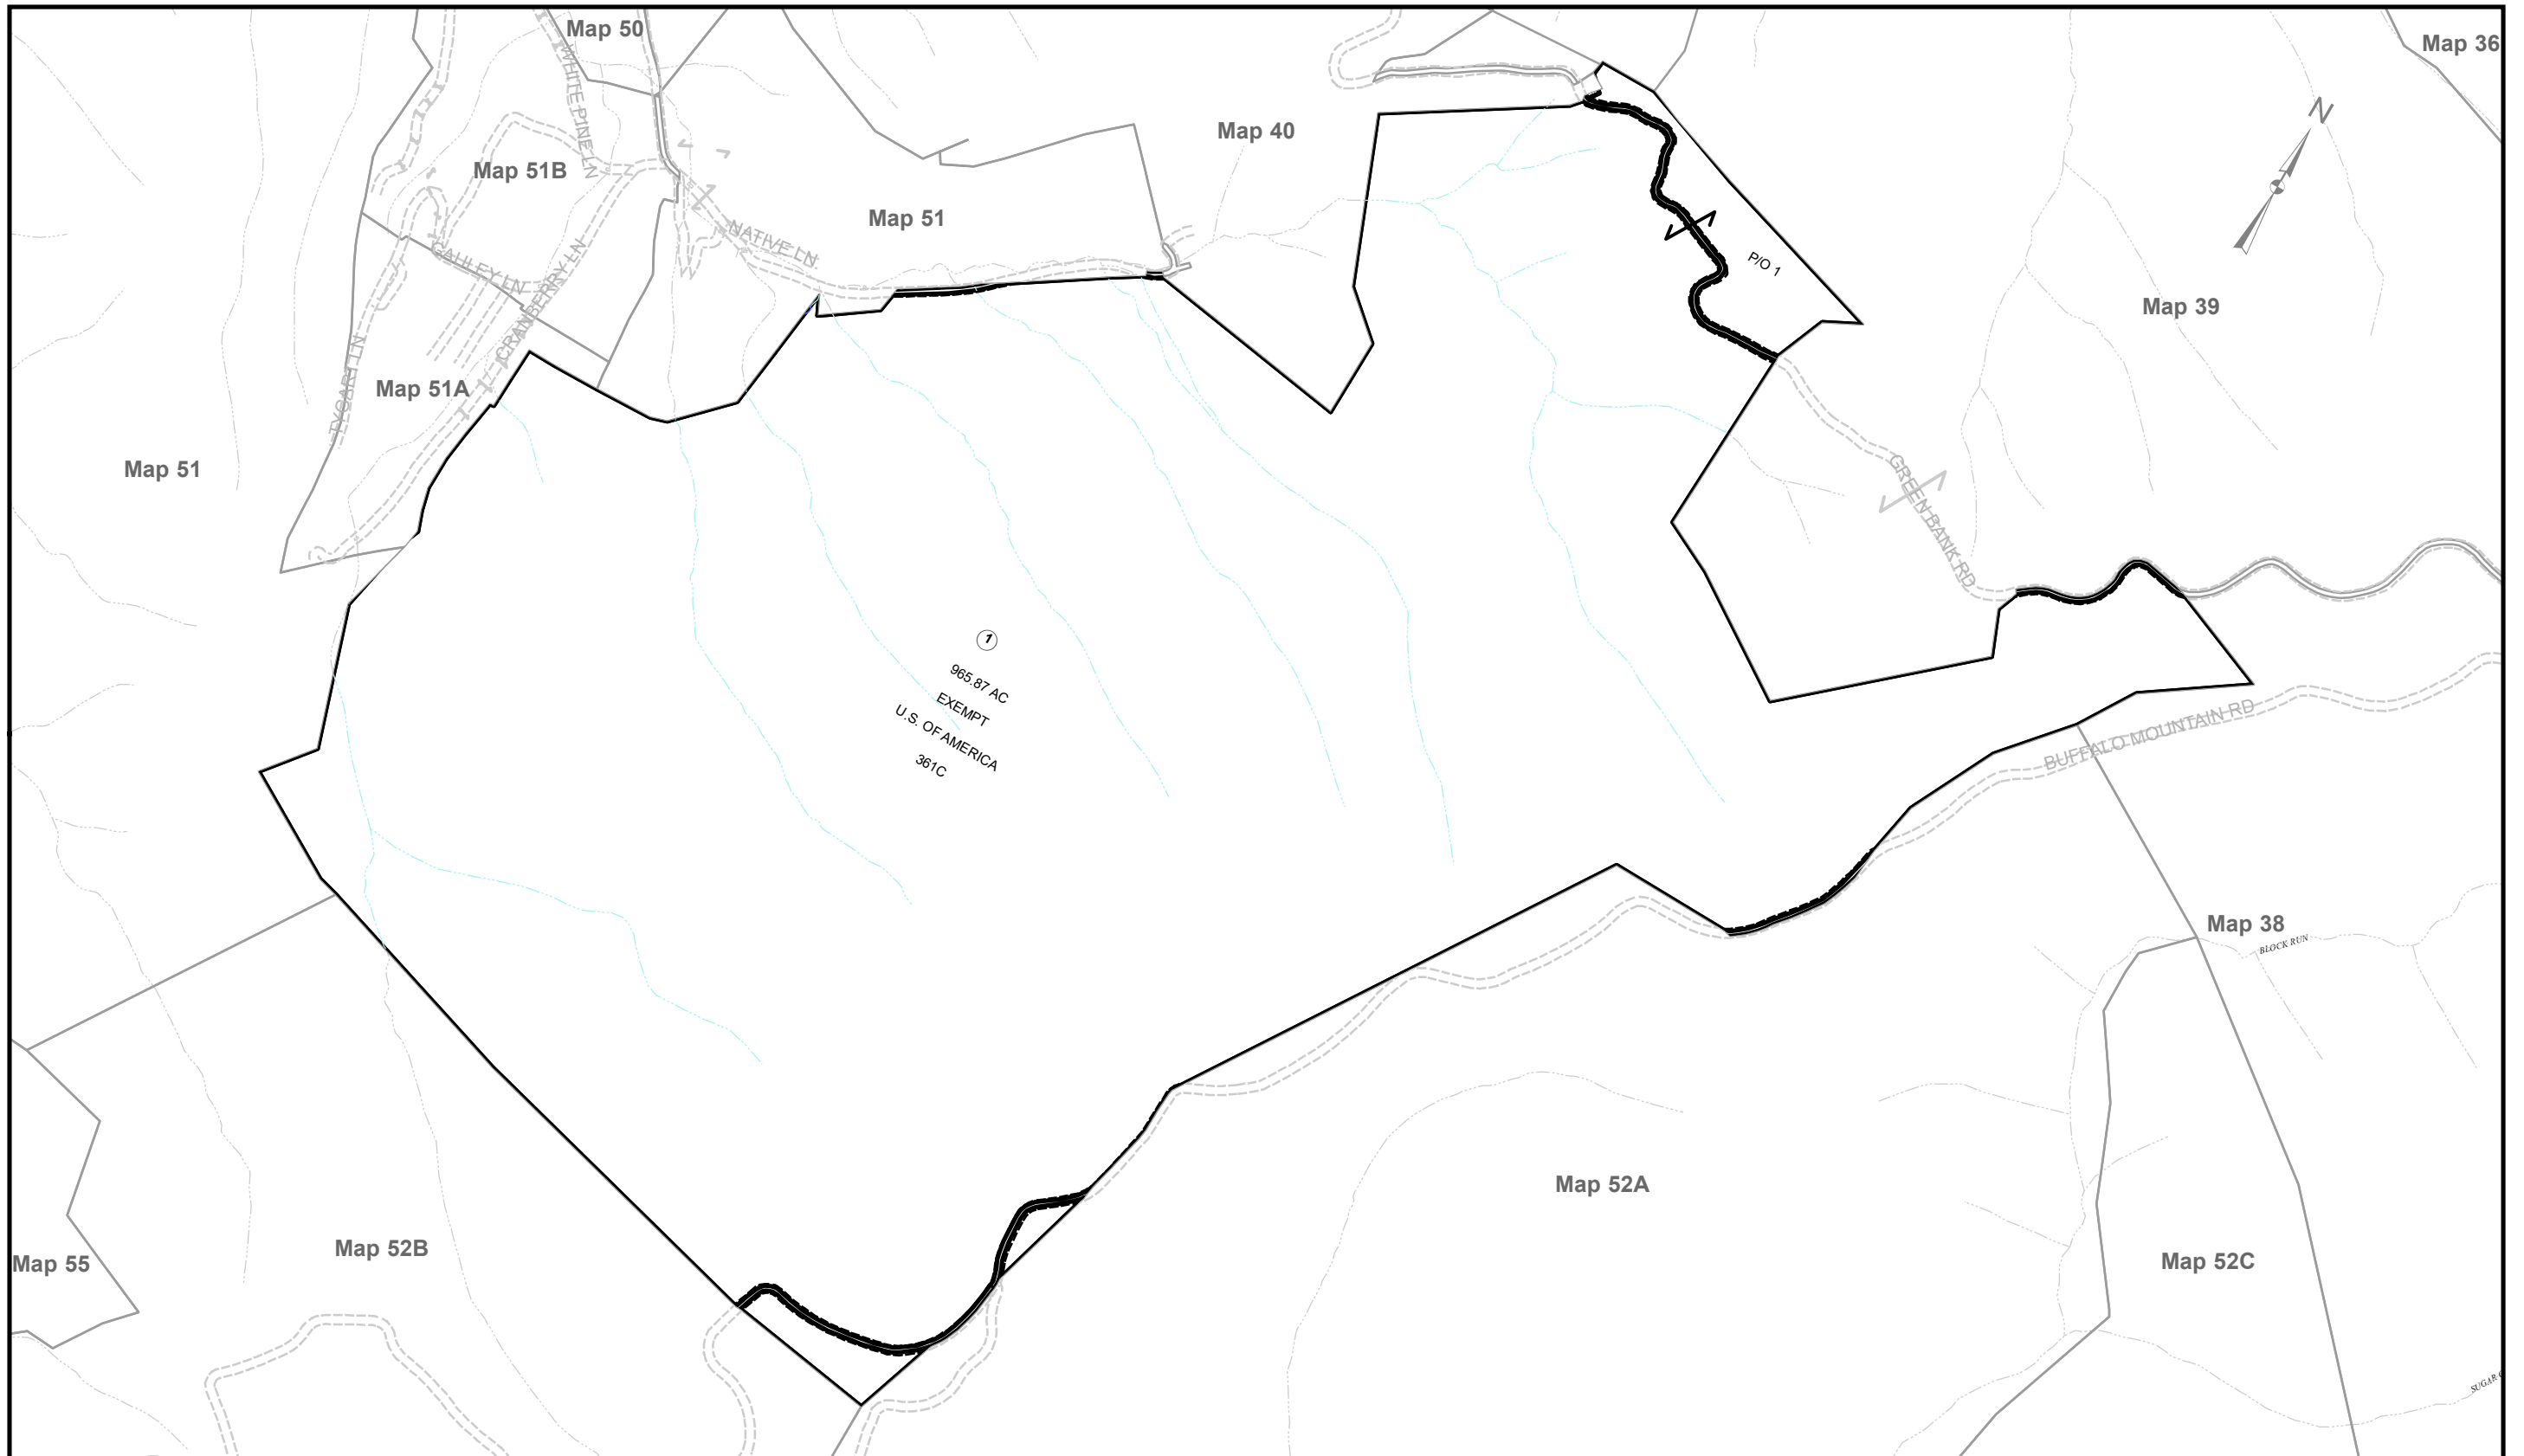 Map 50
Map 36
WHITE PINE LN
Map 40
N
Map 51B
Map 51
NATIVE LN
GAULEY LN
P/O 1
CRANBERRY LN
Map 39
TYGART LN
Map 51A
Map 51
GREEN BANK RD
1
965.87 AC
EXEMPT
U.S. OF AMERICA
361C
BUFFALO MOUNTAIN RD
Map 38
BLOCK RUN
Map 52A
Map 52B
Map 55
Map 52C
SUGAR